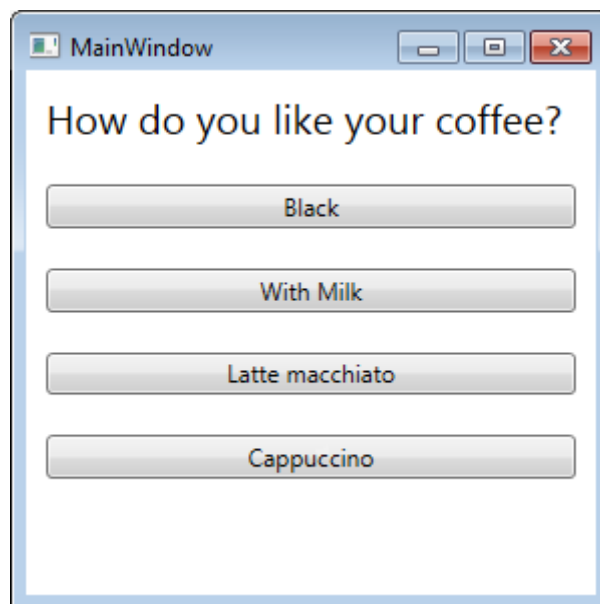 MainWindow
How do you like your coffee?
Black
With Milk
Latte macchiato
Cappuccino